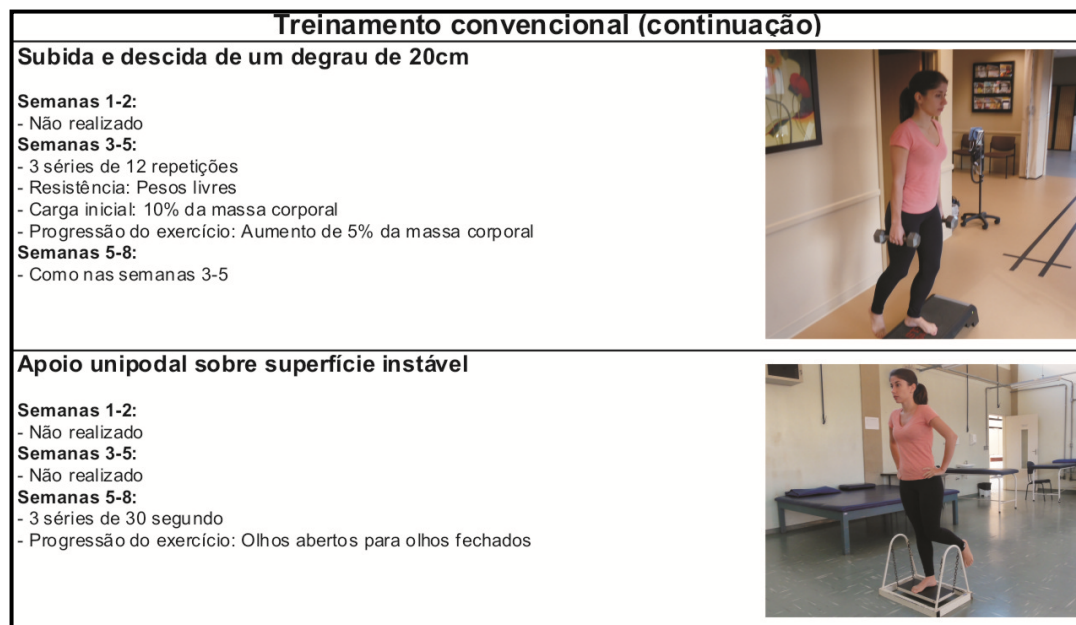 Treinamento convencional (continuação)
Subida e descida de um degrau de 20cm
Semanas 1-2:
- Não realizado
Semanas 3-5:
- 3 séries de 12 repetições
- Resistência: Pesos livres
- Carga inicial: 10% da massa corporal
- Progressão do exercício: Aumento de 5% da massa corporal
Semanas 5-8:
- Como nas semanas 3-5
Apoio unipodal sobre superfície instável
Semanas 1-2:
- Não realizado
Semanas 3-5:
- Não realizado
Semanas 5-8:
- 3 séries de 30 segundo
- Progressão do exercício: Olhos abertos para olhos fechados